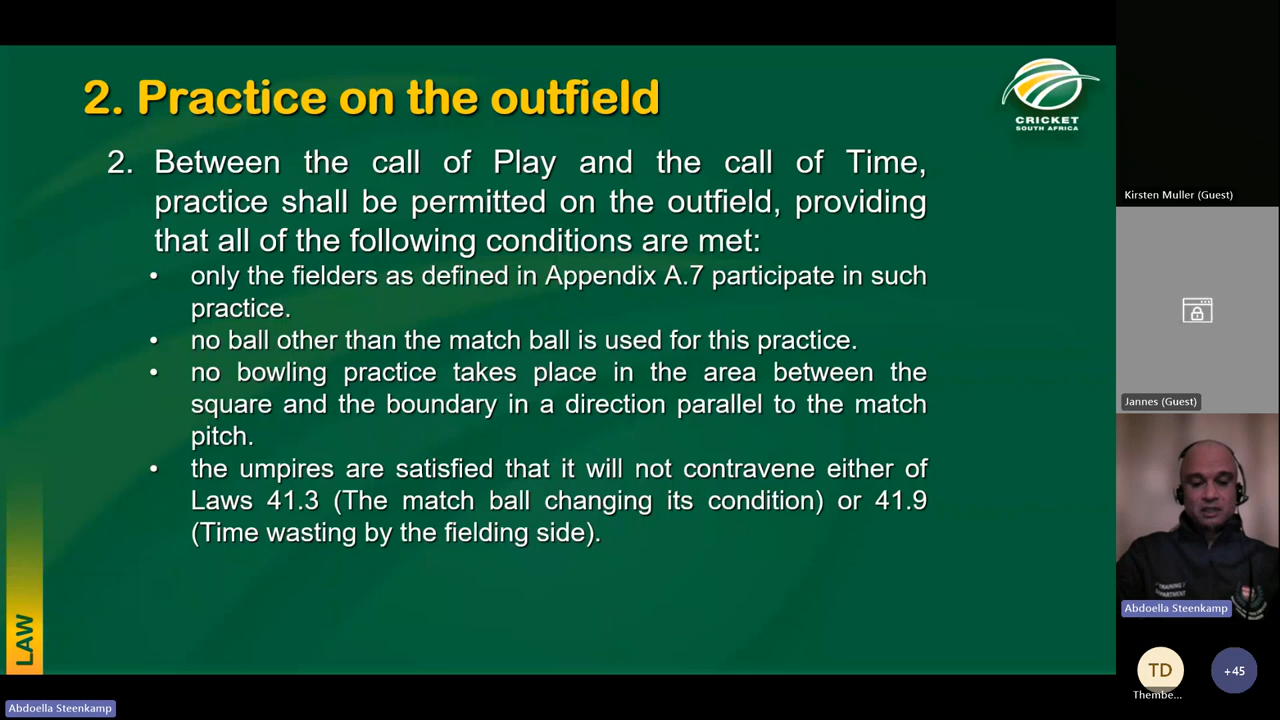 2. Practice on the outfield
CRICKET
SOUTH AFRICA
2. Between the call of Play and the call of Time,
practice shall be permitted on the outfield, providing
that all of the following conditions are met:
• only the fielders as defined in Appendix A.7 participate in such
practice.
• no ball other than the match ball is used for this practice.
• no bowling practice takes place in the area between the
square and the boundary in a direction parallel to the match
pitch.
• the umpires are satisfied that it will not contravene either of
Laws 41.3 (The match ball changing its condition) or 41.9
(Time wasting by the fielding side).
LAW
Abdoella Steenkamp
Kirsten Muller (Guest)
Jannes (Guest)
Abdoella Steenkamp
TD
Thembe...
+45